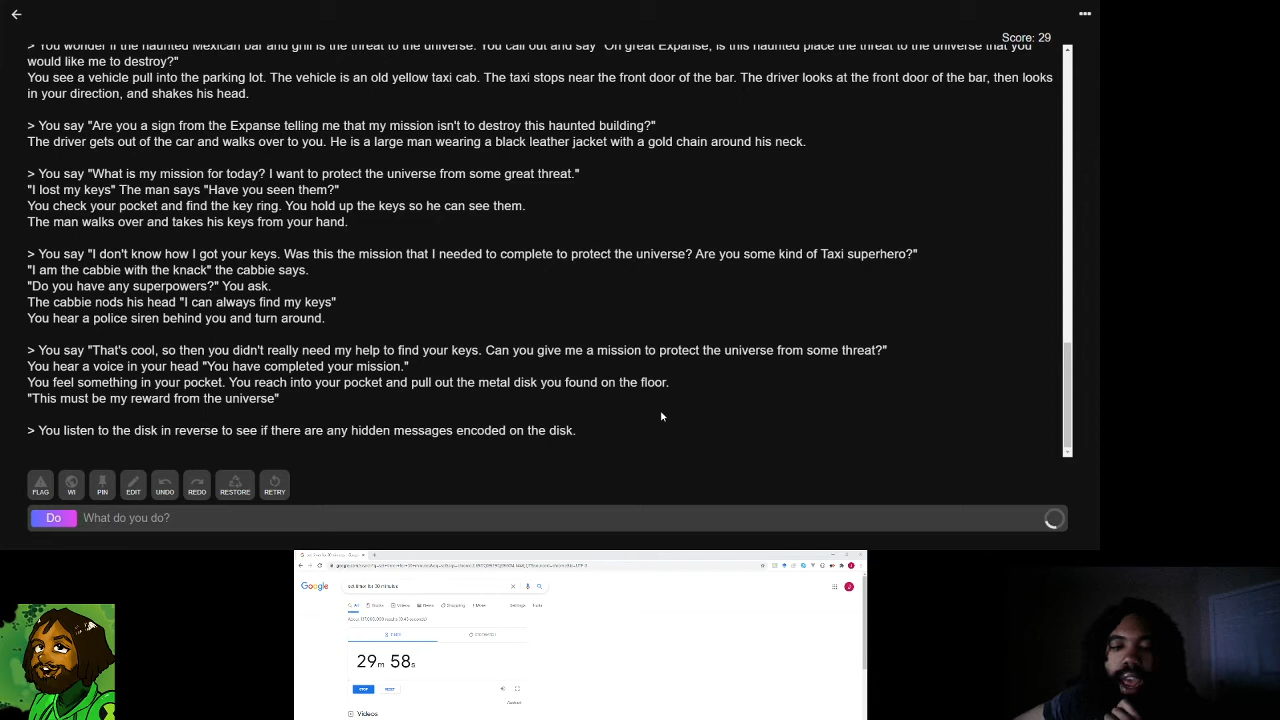 Score: 29
> You wonder if the haunted Mexican bar and grill is the threat to the universe. You call out and say "Oh great Expanse, is this haunted place the threat to the universe that you
would like me to destroy?"
You see a vehicle pull into the parking lot. The vehicle is an old yellow taxi cab. The taxi stops near the front door of the bar. The driver looks at the front door of the bar, then looks
in your direction, and shakes his head.
> You say "Are you a sign from the Expanse telling me that my mission isn't to destroy this haunted building?"
The driver gets out of the car and walks over to you. He is a large man wearing a black leather jacket with a gold chain around his neck.
> You say "What is my mission for today? I want to protect the universe from some great threat."
"I lost my keys" The man says "Have you seen them?"
You check your pocket and find the key ring. You hold up the keys so he can see them.
The man walks over and takes his keys from your hand.
> You say "I don't know how I got your keys. Was this the mission that I needed to complete to protect the universe? Are you some kind of Taxi superhero?"
"I am the cabbie with the knack" the cabbie says.
"Do you have any superpowers?" You ask.
The cabbie nods his head "I can always find my keys"
You hear a police siren behind you and turn around.
> You say "That's cool, so then you didn't really need my help to find your keys. Can you give me a mission to protect the universe from some threat?"
You hear a voice in your head "You have completed your mission."
You feel something in your pocket. You reach into your pocket and pull out the metal disk you found on the floor.
"This must be my reward from the universe"
> You listen to the disk in reverse to see if there are any hidden messages encoded on the disk.
FLAG WI PIN EDIT UNDO REDO RESTORE RETRY
Do What do you do?
Google set timer for 30 minutes
All Books Videos News Shopping More Settings Tools
29m 58s
STOP RESET
Feedback
Videos